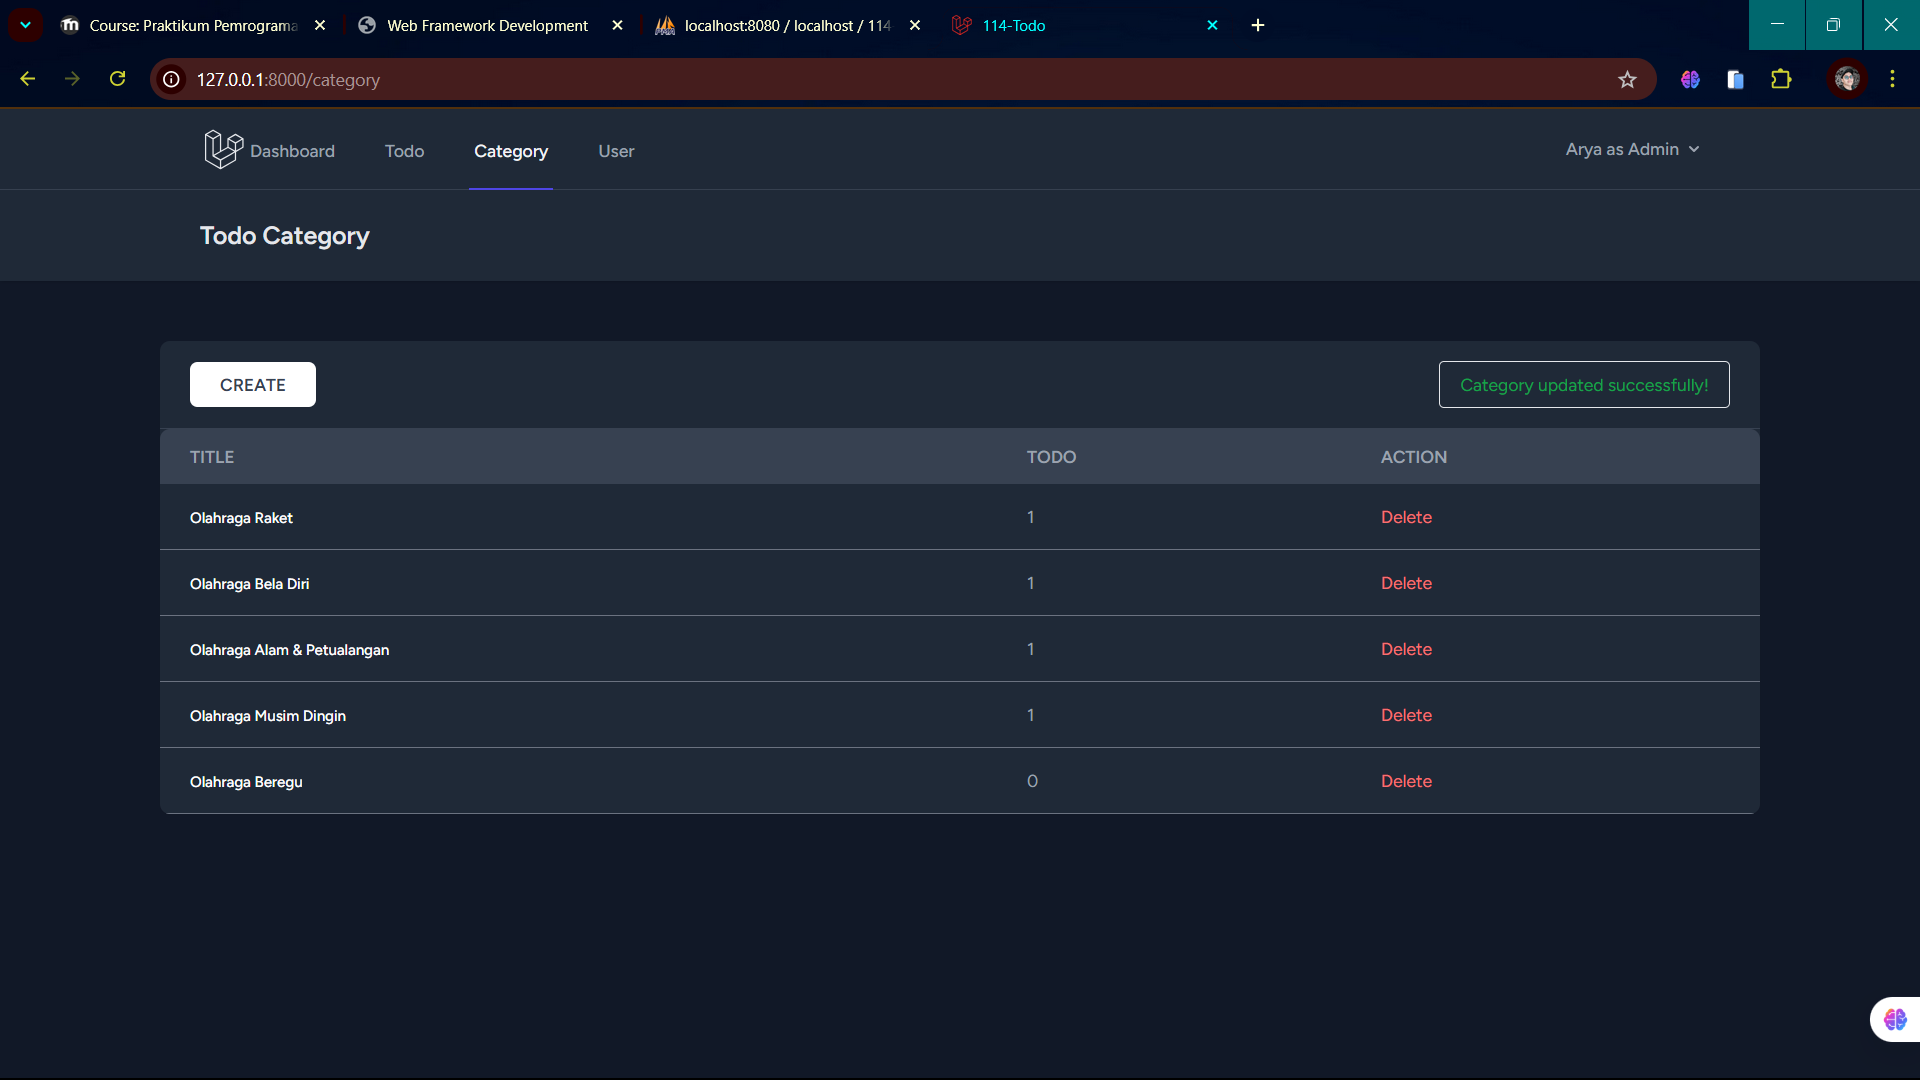 Course: Praktikum Pemrograma
Web Framework Development
localhost:8080 / localhost / 114
114-Todo
127.0.0.1:8000/category
Dashboard
Todo
Category
User
Arya as Admin
Todo Category
CREATE
Category updated successfully!
TITLE TODO ACTION
Olahraga Raket 1 Delete
Olahraga Bela Diri 1 Delete
Olahraga Alam & Petualangan 1 Delete
Olahraga Musim Dingin 1 Delete
Olahraga Beregu 0 Delete